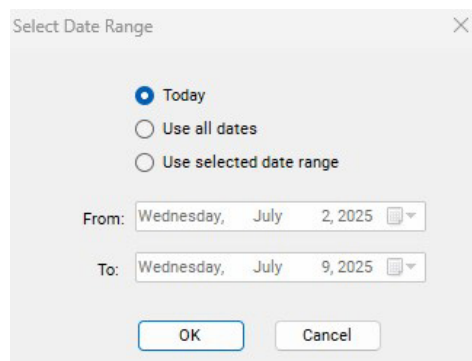 Select Date Range
Today
Use all dates
Use selected date range
From: Wednesday, July 2, 2025
To: Wednesday, July 9, 2025
OK Cancel